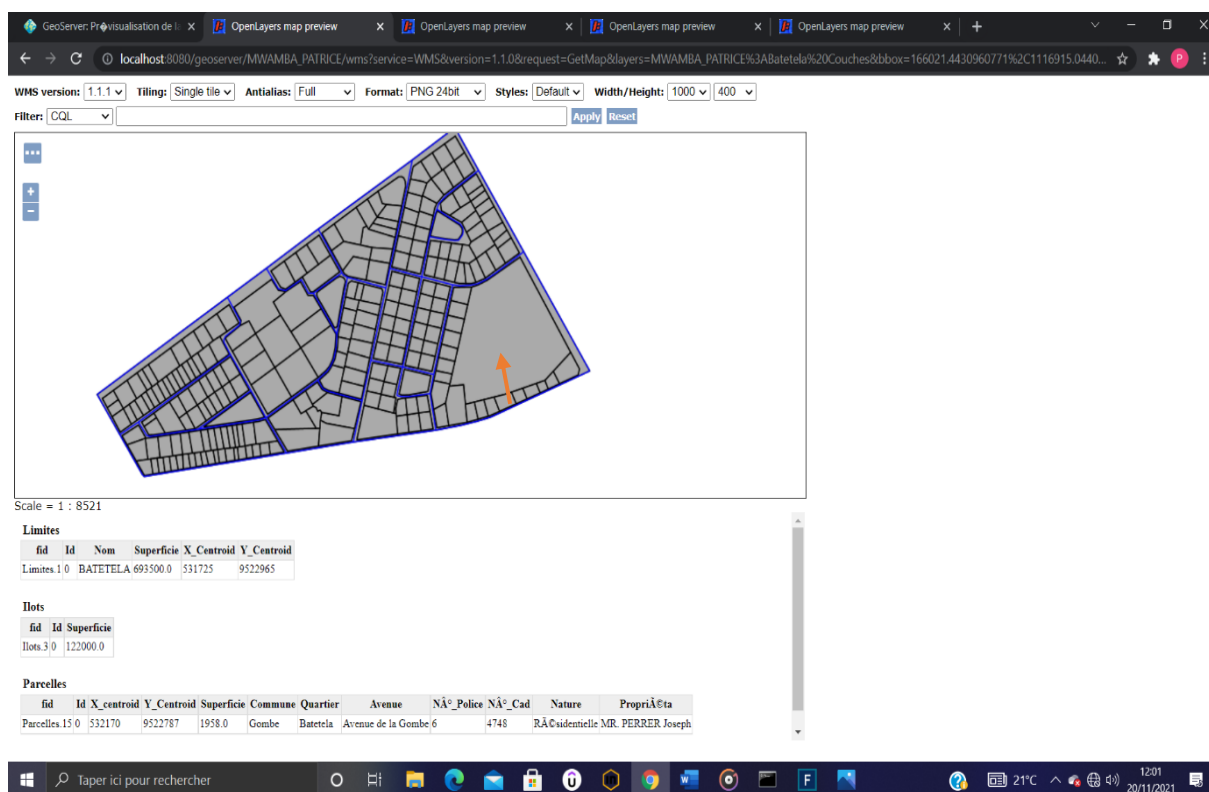 GeoServer: Pr�visualisation de l
OpenLayers map preview
OpenLayers map preview
OpenLayers map preview
OpenLayers map preview
localhost:8080/geoserver/MWAMBA_PATRICE/wms?service=WMS&version=1.1.0&request=GetMap&layers=MWAMBA_PATRICE%3ABatetela%20Couches&bbox=166021.4430960771%2C1116915.0440...
P
WMS version: 1.1.1 Tiling: Single tile Antialias: Full Format: PNG 24bit Styles: Default Width/Height: 1000 400
Filter: CQL Apply Reset
Scale = 1 : 8521
Limites
fid Id Nom Superficie X_Centroid Y_Centroid
Limites.1 0 BATETELA 693500.0 531725 9522965
Ilots
fid Id Superficie
Ilots.3 0 122000.0
Parcelles
fid Id X_centroid Y_Centroid Superficie Commune Quartier Avenue NÂ°_Police NÂ°_Cad Nature PropriÃ©ta
Parcelles.15 0 532170 9522787 1958.0 Gombe Batetela Avenue de la Gombe 6 4748 RÃ©sidentielle MR. PERRER Joseph
Taper ici pour rechercher
21°C
12:01
20/11/2021